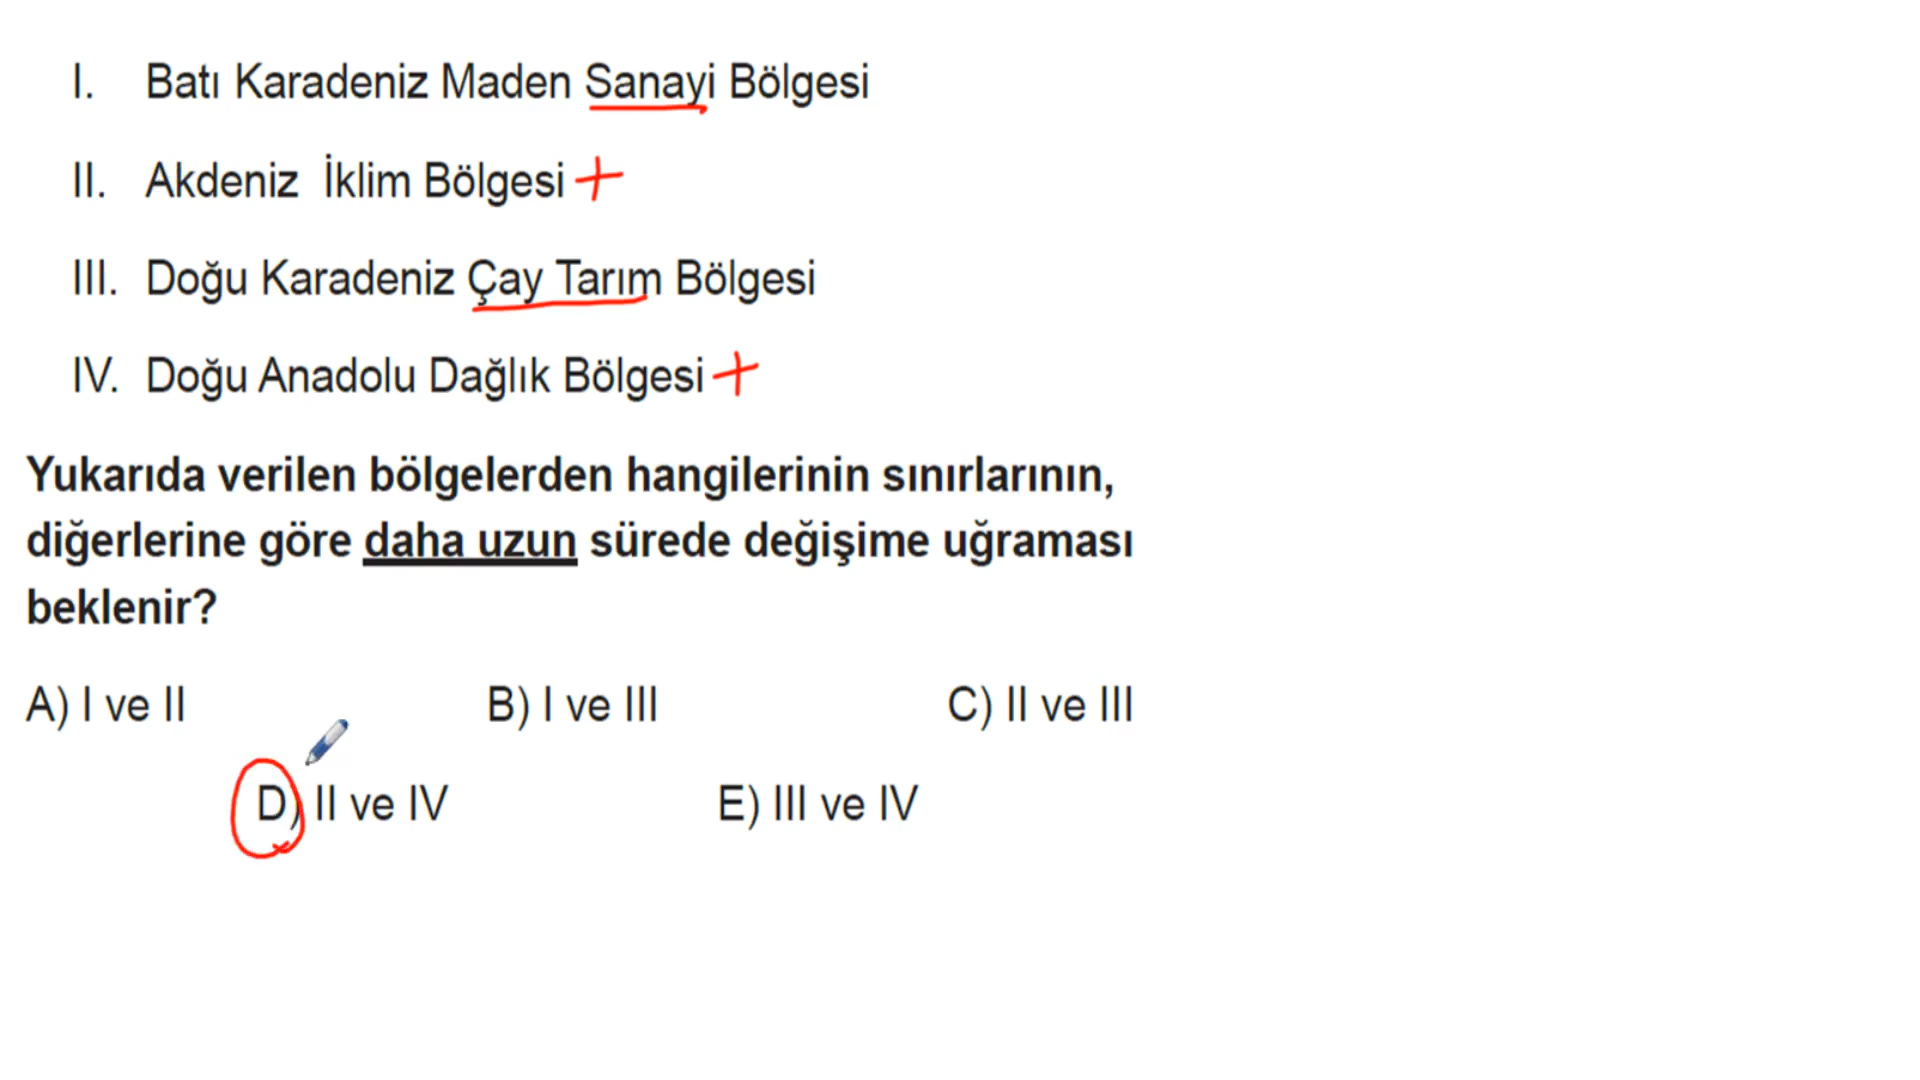 I. Batı Karadeniz Maden Sanayi Bölgesi
II. Akdeniz İklim Bölgesi +
III. Doğu Karadeniz Çay Tarım Bölgesi
IV. Doğu Anadolu Dağlık Bölgesi +
Yukarıda verilen bölgelerden hangilerinin sınırlarının,
diğerlerine göre daha uzun sürede değişime uğraması
beklenir?
A) I ve II B) I ve III C) II ve III
D) II ve IV E) III ve IV